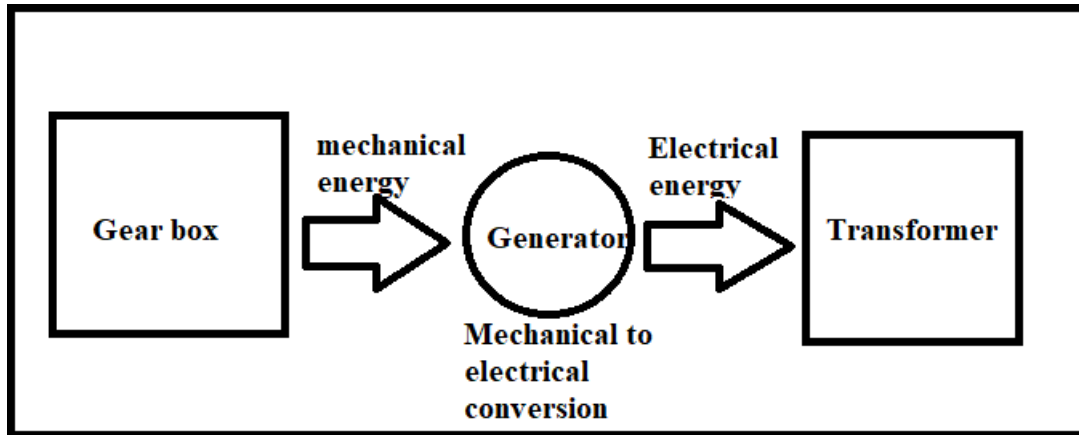 Gear box
mechanical
energy
Generator
Mechanical to
electrical
conversion
Electrical
energy
Transformer